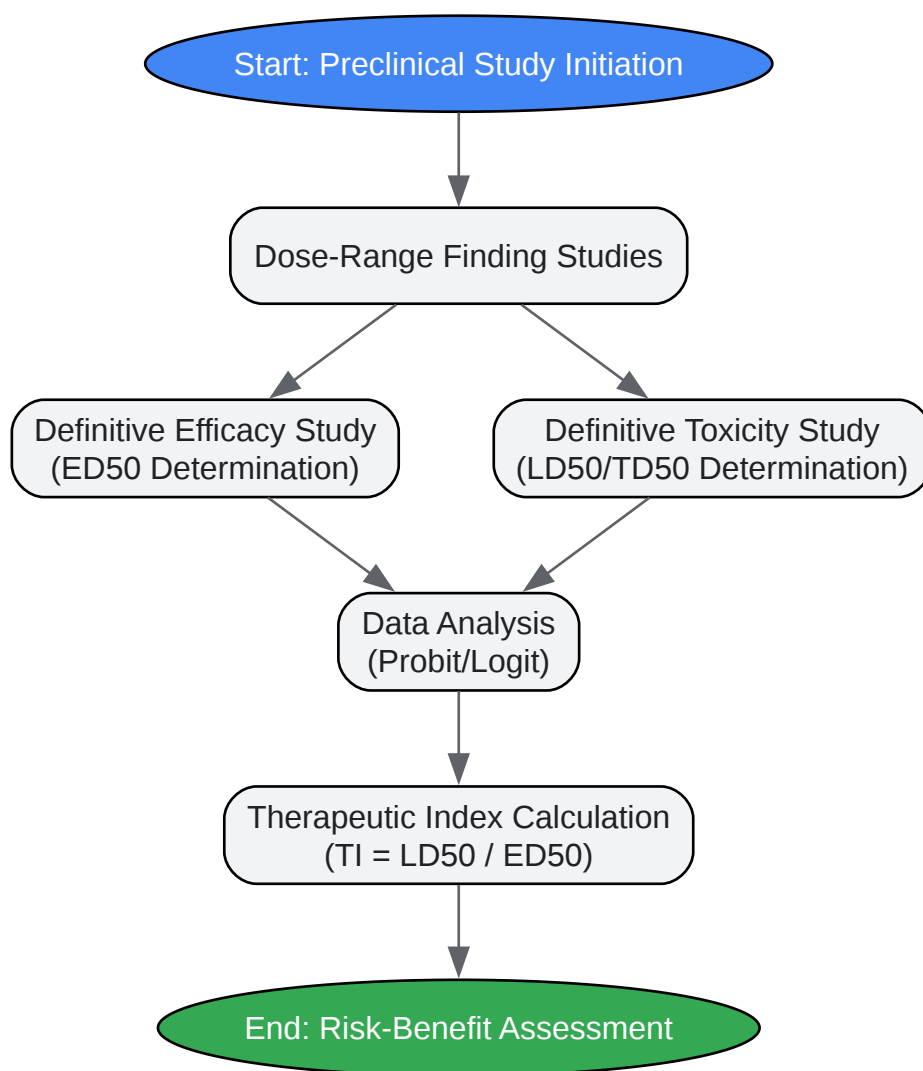 Start: Preclinical Study Initiation
Dose-Range Finding Studies
Definitive Efficacy Study
(ED50 Determination)
Definitive Toxicity Study
(LD50/TD50 Determination)
Data Analysis
(Probit/Logit)
Therapeutic Index Calculation
(TI = LD50 / ED50)
End: Risk-Benefit Assessment